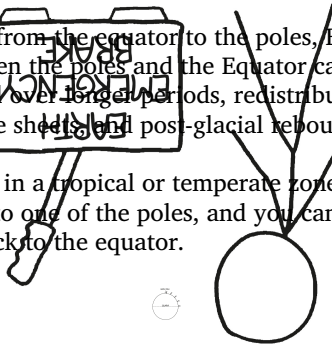 from the equator to the poles,
en the poles and the Equator ca
over longer periods, redistribu
e sheets and post-glacial rebou
in a tropical or temperate zone
o one of the poles, and you can
ck to the equator.
EARTH
EMERGENCY
BRAKE